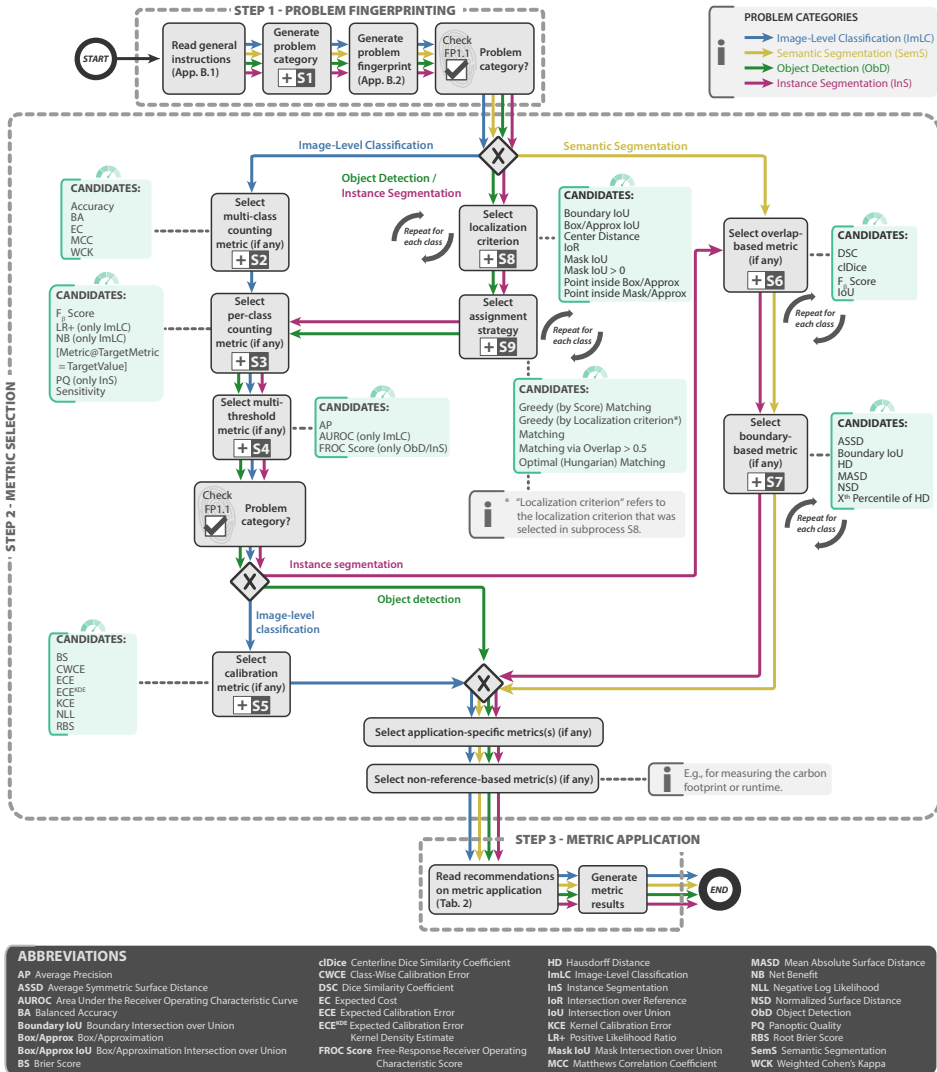 STEP 1 - PROBLEM FINGERPRINTING
START
Read general
instructions
(App. B.1)
Generate
problem
category
+ S1
Generate
problem
fingerprint
(App. B.2)
Check
FP1.1
Problem
category?
PROBLEM CATEGORIES
Image-Level Classification (ImLC)
Semantic Segmentation (SemS)
Object Detection (ObD)
Instance Segmentation (InS)
i
STEP 2 - METRIC SELECTION
X
Image-Level Classification
Semantic Segmentation
Object Detection /
Instance Segmentation
CANDIDATES:
Accuracy
BA
EC
MCC
WCK
Select
multi-class
counting
metric (if any)
+ S2
Repeat for
each class
Select
localization
criterion
+ S8
CANDIDATES:
Boundary IoU
Box/Approx IoU
Center Distance
IoR
Mask IoU
Mask IoU > 0
Point inside Box/Approx
Point inside Mask/Approx
Select overlap-
based metric
(if any)
+ S6
CANDIDATES:
DSC
clDice
Fβ Score
IoU
Repeat for
each class
CANDIDATES:
Fβ Score
LR+ (only ImLC)
NB (only ImLC)
[Metric@TargetMetric
= TargetValue]
PQ (only InS)
Sensitivity
Select
per-class
counting
metric (if any)
+ S3
Select
assignment
strategy
+ S9
Repeat for
each class
CANDIDATES:
Greedy (by Score) Matching
Greedy (by Localization criterion*)
Matching
Matching via Overlap > 0.5
Optimal (Hungarian) Matching
Select multi-
threshold
metric (if any)
+ S4
CANDIDATES:
AP
AUROC (only ImLC)
FROC Score (only ObD/InS)
Select
boundary-
based metric
(if any)
+ S7
CANDIDATES:
ASSD
Boundary IoU
HD
MASD
NSD
Xth Percentile of HD
Repeat for
each class
Check
FP1.1
Problem
category?
i
* "Localization criterion" refers to
the localization criterion that was
selected in subprocess S8.
X
Instance segmentation
Object detection
Image-level
classification
CANDIDATES:
BS
CWCE
ECE
ECEKDE
KCE
NLL
RBS
Select
calibration
metric (if any)
+ S5
X
Select application-specific metrics(s) (if any)
Select non-reference-based metric(s) (if any)
i
E.g., for measuring the carbon
footprint or runtime.
STEP 3 - METRIC APPLICATION
Read recommendations
on metric application
(Tab. 2)
Generate
metric
results
END
ABBREVIATIONS
AP Average Precision
ASSD Average Symmetric Surface Distance
AUROC Area Under the Receiver Operating Characteristic Curve
BA Balanced Accuracy
Boundary IoU Boundary Intersection over Union
Box/Approx Box/Approximation
Box/Approx IoU Box/Approximation Intersection over Union
BS Brier Score
clDice Centerline Dice Similarity Coefficient
CWCE Class-Wise Calibration Error
DSC Dice Similarity Coefficient
EC Expected Cost
ECE Expected Calibration Error
ECEKDE Expected Calibration Error
Kernel Density Estimate
FROC Score Free-Response Receiver Operating
Characteristic Score
HD Hausdorff Distance
ImLC Image-Level Classification
InS Instance Segmentation
IoR Intersection over Reference
IoU Intersection over Union
KCE Kernel Calibration Error
LR+ Positive Likelihood Ratio
Mask IoU Mask Intersection over Union
MCC Matthews Correlation Coefficient
MASD Mean Absolute Surface Distance
NB Net Benefit
NLL Negative Log Likelihood
NSD Normalized Surface Distance
ObD Object Detection
PQ Panoptic Quality
RBS Root Brier Score
SemS Semantic Segmentation
WCK Weighted Cohen's Kappa